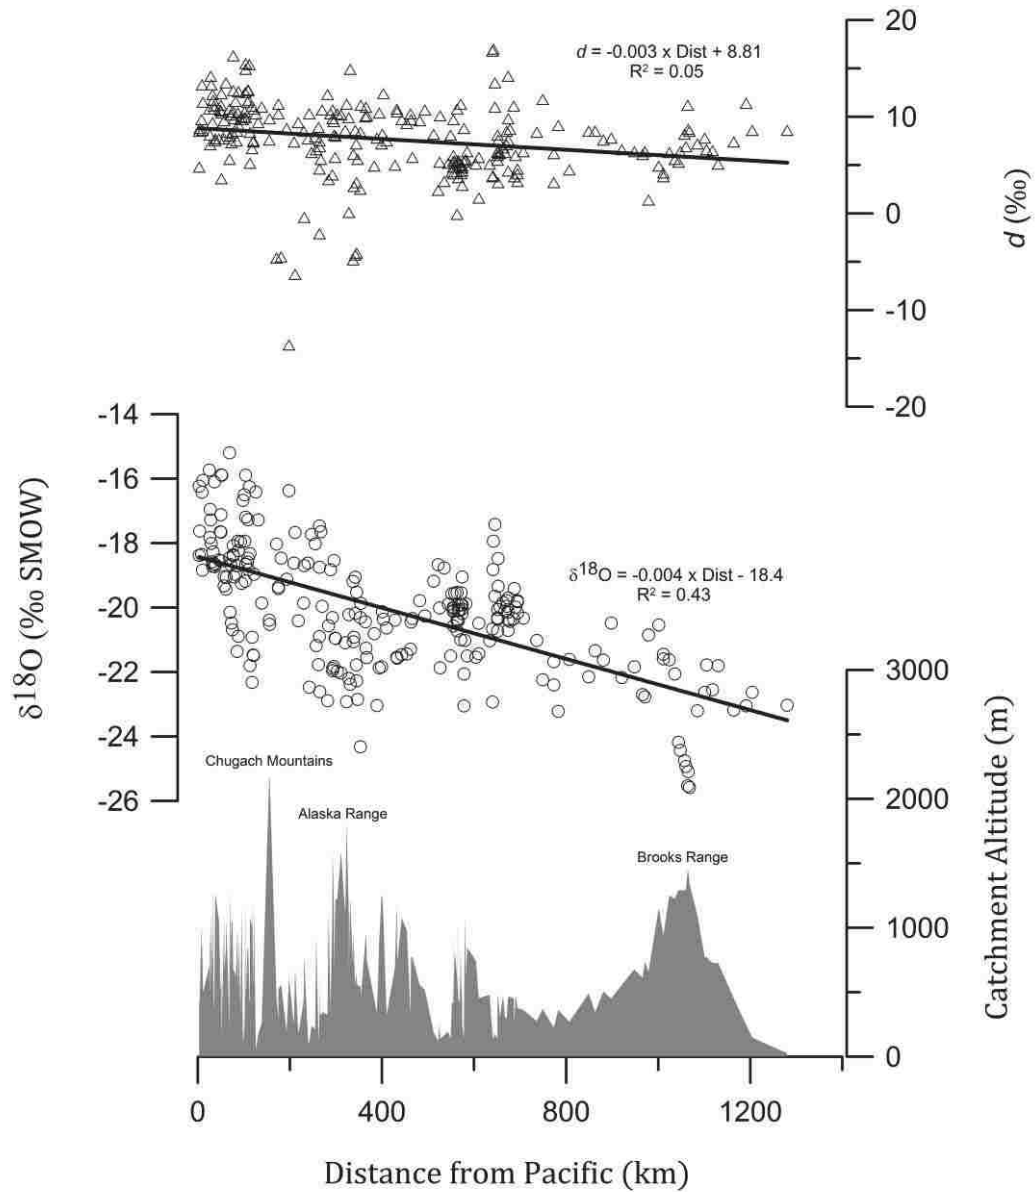 20
d = -0.003 x Dist + 8.81
R² = 0.05
10
0
d (‰)
-10
-20
-14
-16
-18
-20
-22
-24
-26
δ¹⁸O (‰ SMOW)
δ¹⁸O = -0.004 x Dist - 18.4
R² = 0.43
3000
2000
1000
0
Catchment Altitude (m)
Chugach Mountains
Alaska Range
Brooks Range
0
400
800
1200
Distance from Pacific (km)